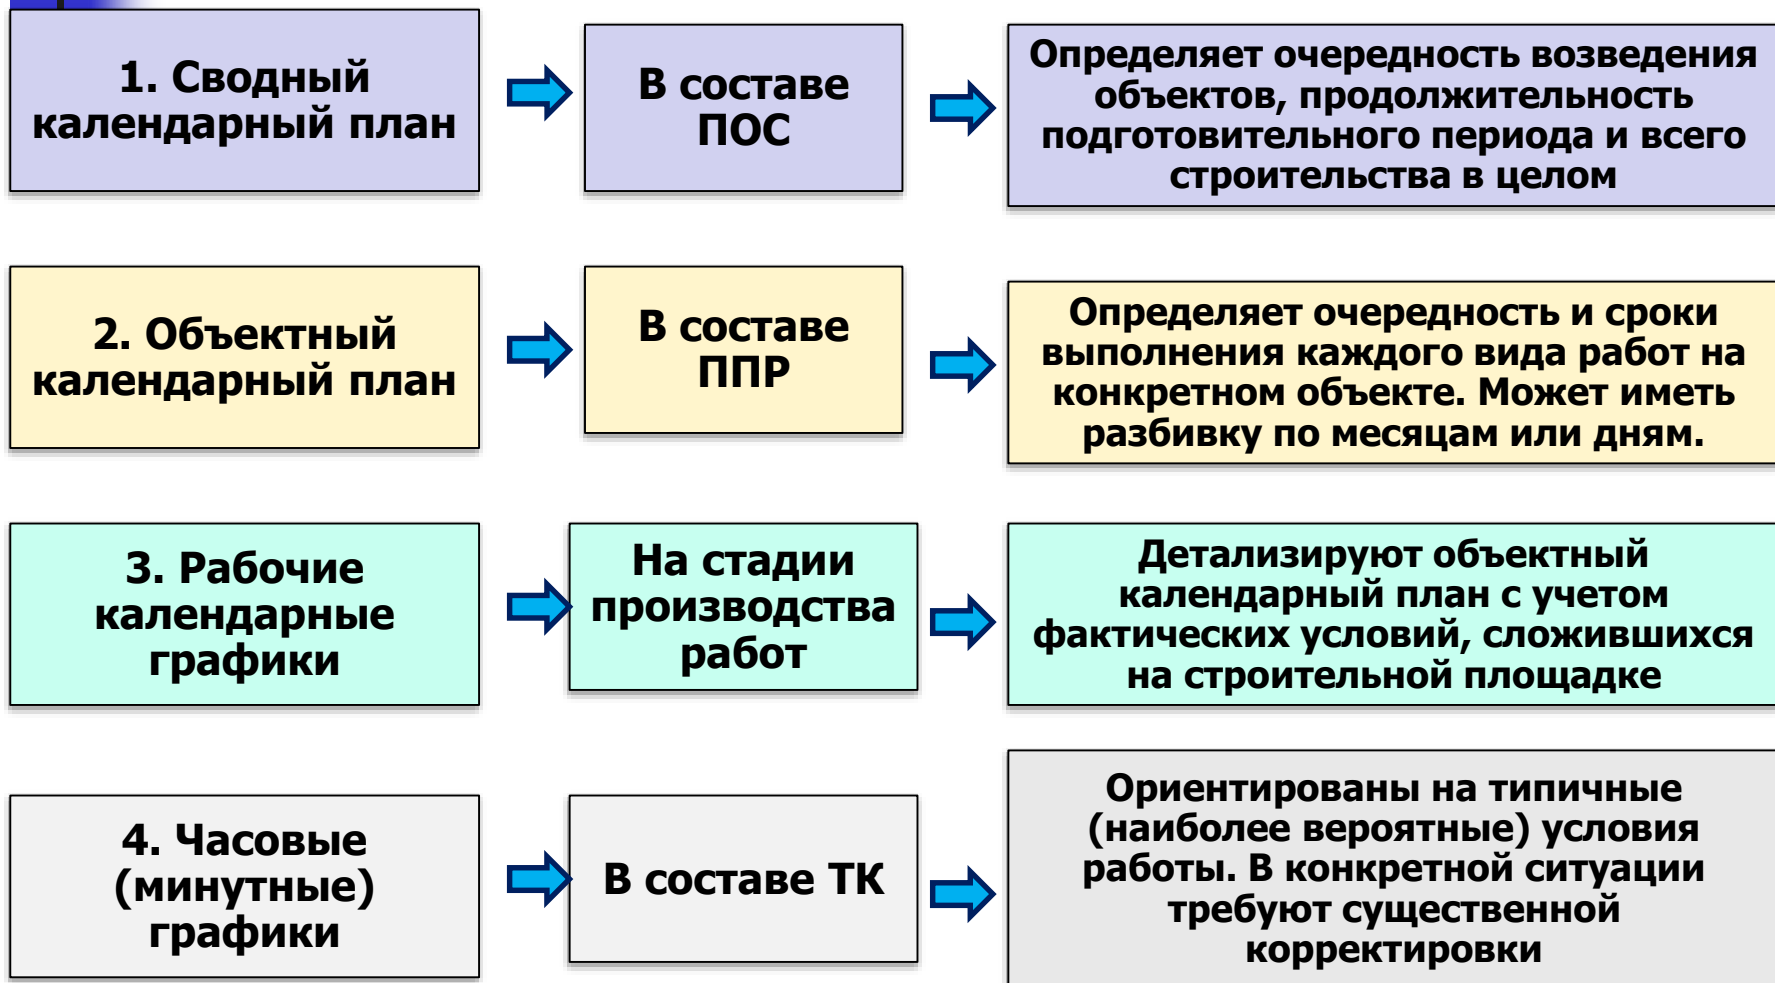 1. Сводный
календарный план
В составе
ПОС
Определяет очередность возведения
объектов, продолжительность
подготовительного периода и всего
строительства в целом
2. Объектный
календарный план
В составе
ППР
Определяет очередность и сроки
выполнения каждого вида работ на
конкретном объекте. Может иметь
разбивку по месяцам или дням.
3. Рабочие
календарные
графики
На стадии
производства
работ
Детализируют объектный
календарный план с учетом
фактических условий, сложившихся
на строительной площадке
4. Часовые
(минутные)
графики
В составе ТК
Ориентированы на типичные
(наиболее вероятные) условия
работы. В конкретной ситуации
требуют существенной
корректировки